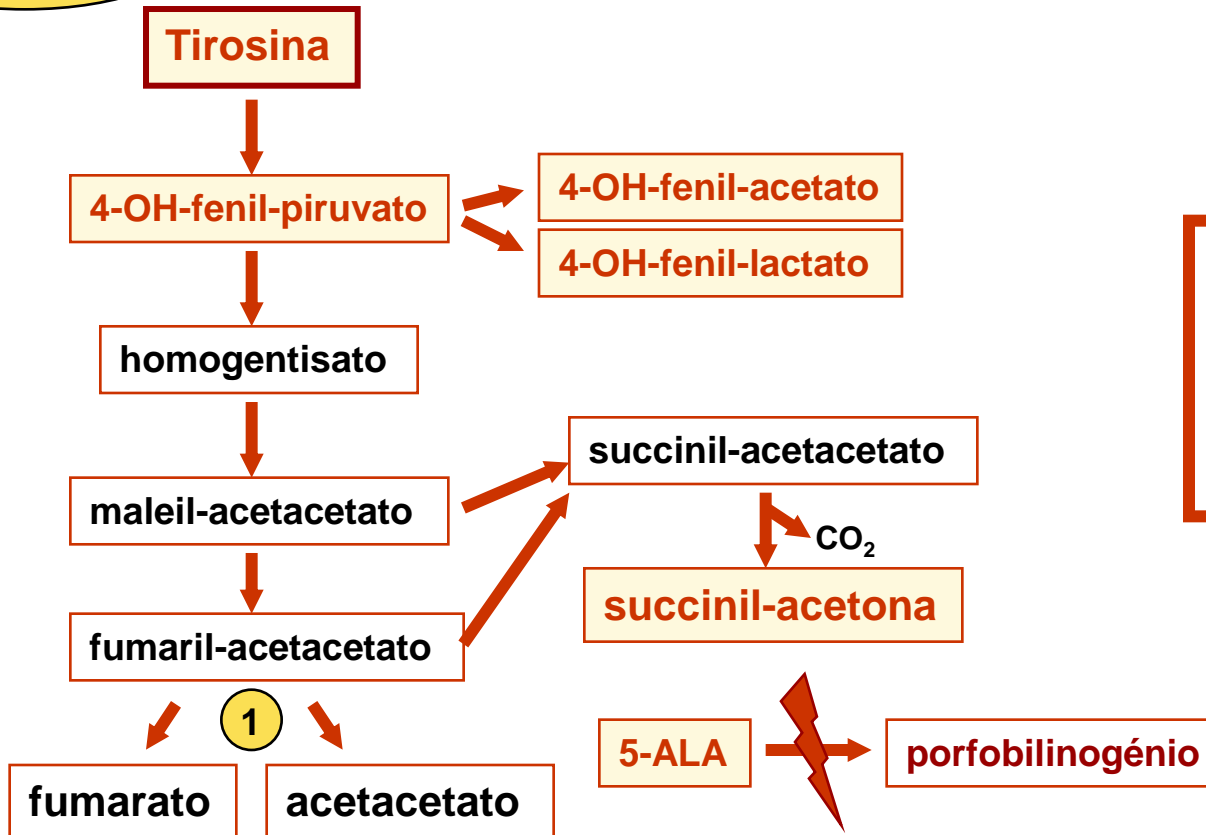 Tirosina
4-OH-fenil-piruvato
4-OH-fenil-acetato
4-OH-fenil-lactato
homogentisato
succinil-acetacetato
maleil-acetacetato
CO₂
succinil-acetona
fumaril-acetacetato
1
5-ALA
porfobilinogénio
fumarato
acetacetato